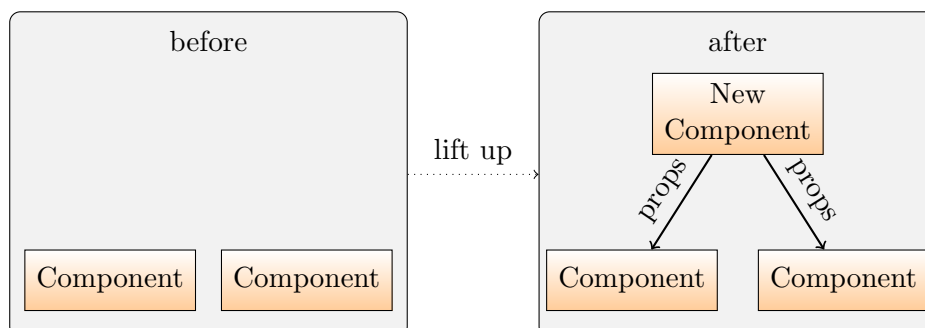 before
after
New
Component
lift up
props
props
Component
Component
Component
Component